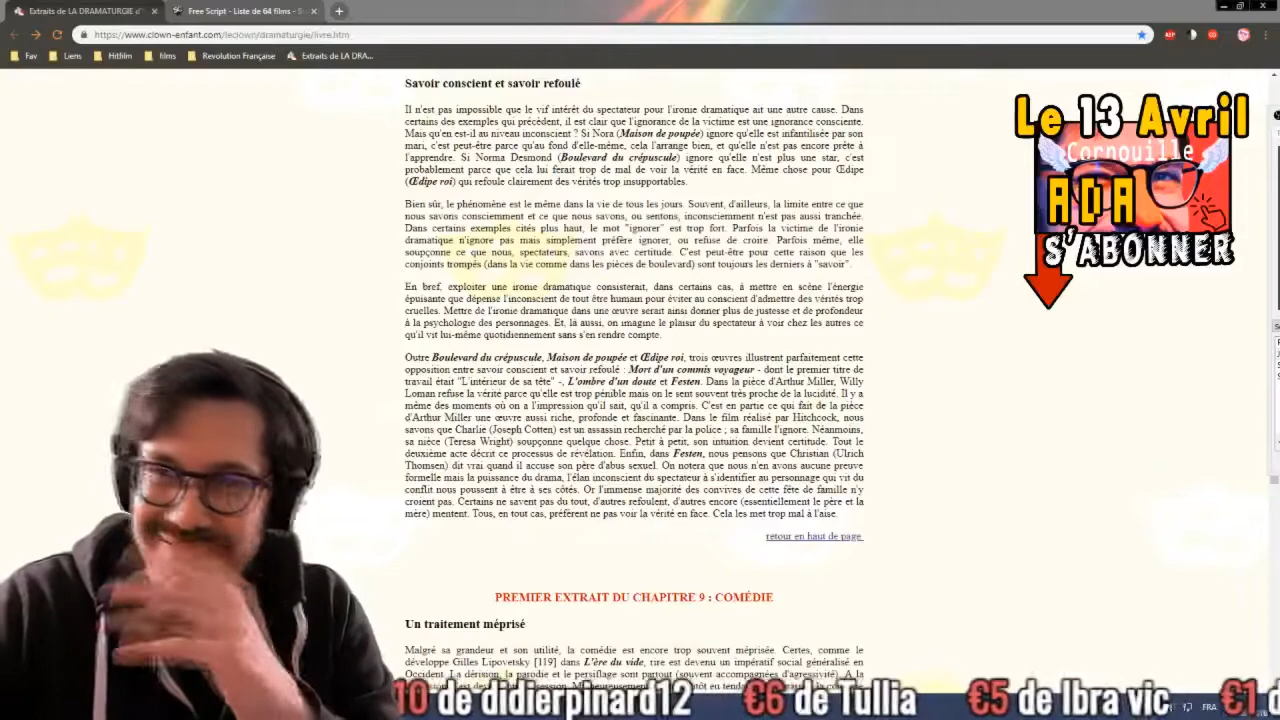 Extraits de LA DRAMATURGIE d'
Free Script - Liste de 64 films - S
https://www.clown-enfant.com/leclown/dramaturgie/livre.htm
Fav
Liens
Hitfilm
films
Revolution Française
Extraits de LA DRA...
Savoir conscient et savoir refoulé
Il n'est pas impossible que le vif intérêt du spectateur pour l'ironie dramatique ait une autre cause. Dans
certains des exemples qui précèdent, il est clair que l'ignorance de la victime est une ignorance consciente.
Mais qu'en est-il au niveau inconscient ? Si Nora (Maison de poupée) ignore qu'elle est infantilisée par son
mari, c'est peut-être parce qu'au fond d'elle-même, cela l'arrange bien, et qu'elle n'est pas encore prête à
l'apprendre. Si Norma Desmond (Boulevard du crépuscule) ignore qu'elle n'est plus une star, c'est
probablement parce que cela lui ferait trop de mal de voir la vérité en face. Même chose pour Œdipe
(Œdipe roi) qui refoule clairement des vérités trop insupportables.
Bien sûr, le phénomène est le même dans la vie de tous les jours. Souvent, d'ailleurs, la limite entre ce que
nous savons consciemment et ce que nous savons, ou sentons, inconsciemment n'est pas aussi tranchée.
Dans certains exemples cités plus haut, le mot "ignorer" est trop fort. Parfois la victime de l'ironie
dramatique n'ignore pas mais simplement préfère ignorer, ou refuse de croire. Parfois même, elle
soupçonne ce que nous, spectateurs, savons avec certitude. C'est peut-être pour cette raison que les
conjoints trompés (dans la vie comme dans les pièces de boulevard) sont toujours les derniers à "savoir".
En bref, exploiter une ironie dramatique consisterait, dans certains cas, à mettre en scène l'énergie
épuisante que dépense l'inconscient de tout être humain pour éviter au conscient d'admettre des vérités trop
cruelles. Mettre de l'ironie dramatique dans une œuvre serait ainsi donner plus de justesse et de profondeur
à la psychologie des personnages. Et, là aussi, on imagine le plaisir du spectateur à voir chez les autres ce
qu'il vit lui-même quotidiennement sans s'en rendre compte.
Outre Boulevard du crépuscule, Maison de poupée et Œdipe roi, trois œuvres illustrent parfaitement cette
opposition entre savoir conscient et savoir refoulé : Mort d'un commis voyageur - dont le premier titre de
travail était "L'intérieur de sa tête" -, L'ombre d'un doute et Festen. Dans la pièce d'Arthur Miller, Willy
Loman refuse la vérité parce qu'elle est trop pénible mais on le sent souvent très proche de la lucidité. Il y a
même des moments où on a l'impression qu'il sait, qu'il a compris. C'est en partie ce qui fait de la pièce
d'Arthur Miller une œuvre aussi riche, profonde et fascinante. Dans le film réalisé par Hitchcock, nous
savons que Charlie (Joseph Cotten) est un assassin recherché par la police ; sa famille l'ignore. Néanmoins,
sa nièce (Teresa Wright) soupçonne quelque chose. Petit à petit, son intuition devient certitude. Tout le
deuxième acte décrit ce processus de révélation. Enfin, dans Festen, nous pensons que Christian (Ulrich
Thomsen) dit vrai quand il accuse son père d'abus sexuel. On notera que nous n'en avons aucune preuve
formelle mais la puissance du drama, l'élan inconscient du spectateur à s'identifier au personnage qui vit du
conflit nous poussent à être à ses côtés. Or l'immense majorité des convives de cette fête de famille n'y
croient pas. Certains ne savent pas du tout, d'autres refoulent, d'autres encore (essentiellement le père et la
mère) mentent. Tous, en tout cas, préfèrent ne pas voir la vérité en face. Cela les met trop mal à l'aise.
retour en haut de page
PREMIER EXTRAIT DU CHAPITRE 9 : COMÉDIE
Un traitement méprisé
Malgré sa grandeur et son utilité, la comédie est encore trop souvent méprisée. Certes, comme le
développe Gilles Lipovetsky [119] dans L'ère du vide, rire est devenu un impératif social généralisé en
Occident. La dérision, la parodie et le persiflage sont partout (souvent accompagnées d'agressivité). A la
Le 13 Avril
Cornouille
ADA
S'ABONNER
10 de didierpinard12 €6 de Tullia €5 de Ibra vic €1 d
FRA